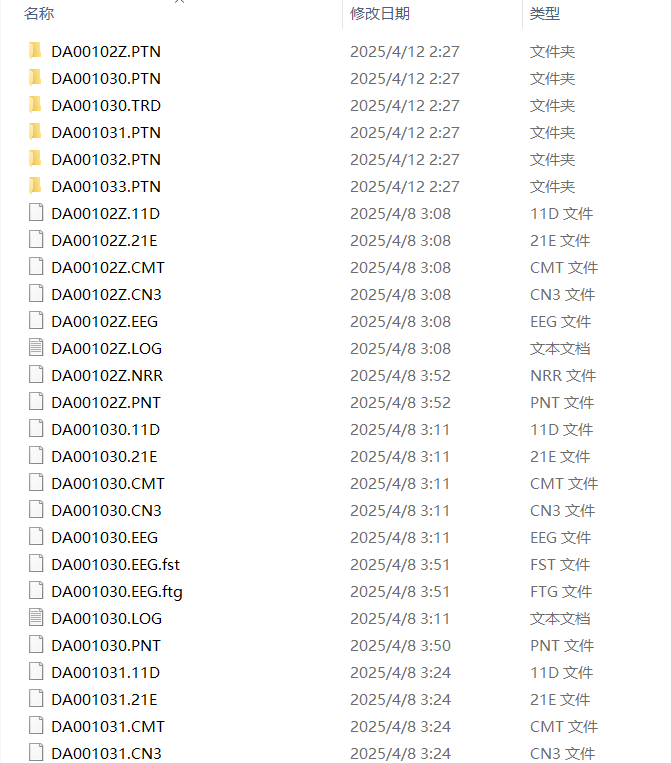 名称 修改日期 类型
DA00102Z.PTN 2025/4/12 2:27 文件夹
DA001030.PTN 2025/4/12 2:27 文件夹
DA001030.TRD 2025/4/12 2:27 文件夹
DA001031.PTN 2025/4/12 2:27 文件夹
DA001032.PTN 2025/4/12 2:27 文件夹
DA001033.PTN 2025/4/12 2:27 文件夹
DA00102Z.11D 2025/4/8 3:08 11D 文件
DA00102Z.21E 2025/4/8 3:08 21E 文件
DA00102Z.CMT 2025/4/8 3:08 CMT 文件
DA00102Z.CN3 2025/4/8 3:08 CN3 文件
DA00102Z.EEG 2025/4/8 3:08 EEG 文件
DA00102Z.LOG 2025/4/8 3:08 文本文档
DA00102Z.NRR 2025/4/8 3:52 NRR 文件
DA00102Z.PNT 2025/4/8 3:52 PNT 文件
DA001030.11D 2025/4/8 3:11 11D 文件
DA001030.21E 2025/4/8 3:11 21E 文件
DA001030.CMT 2025/4/8 3:11 CMT 文件
DA001030.CN3 2025/4/8 3:11 CN3 文件
DA001030.EEG 2025/4/8 3:11 EEG 文件
DA001030.EEG.fst 2025/4/8 3:51 FST 文件
DA001030.EEG.ftg 2025/4/8 3:51 FTG 文件
DA001030.LOG 2025/4/8 3:11 文本文档
DA001030.PNT 2025/4/8 3:50 PNT 文件
DA001031.11D 2025/4/8 3:24 11D 文件
DA001031.21E 2025/4/8 3:24 21E 文件
DA001031.CMT 2025/4/8 3:24 CMT 文件
DA001031.CN3 2025/4/8 3:24 CN3 文件